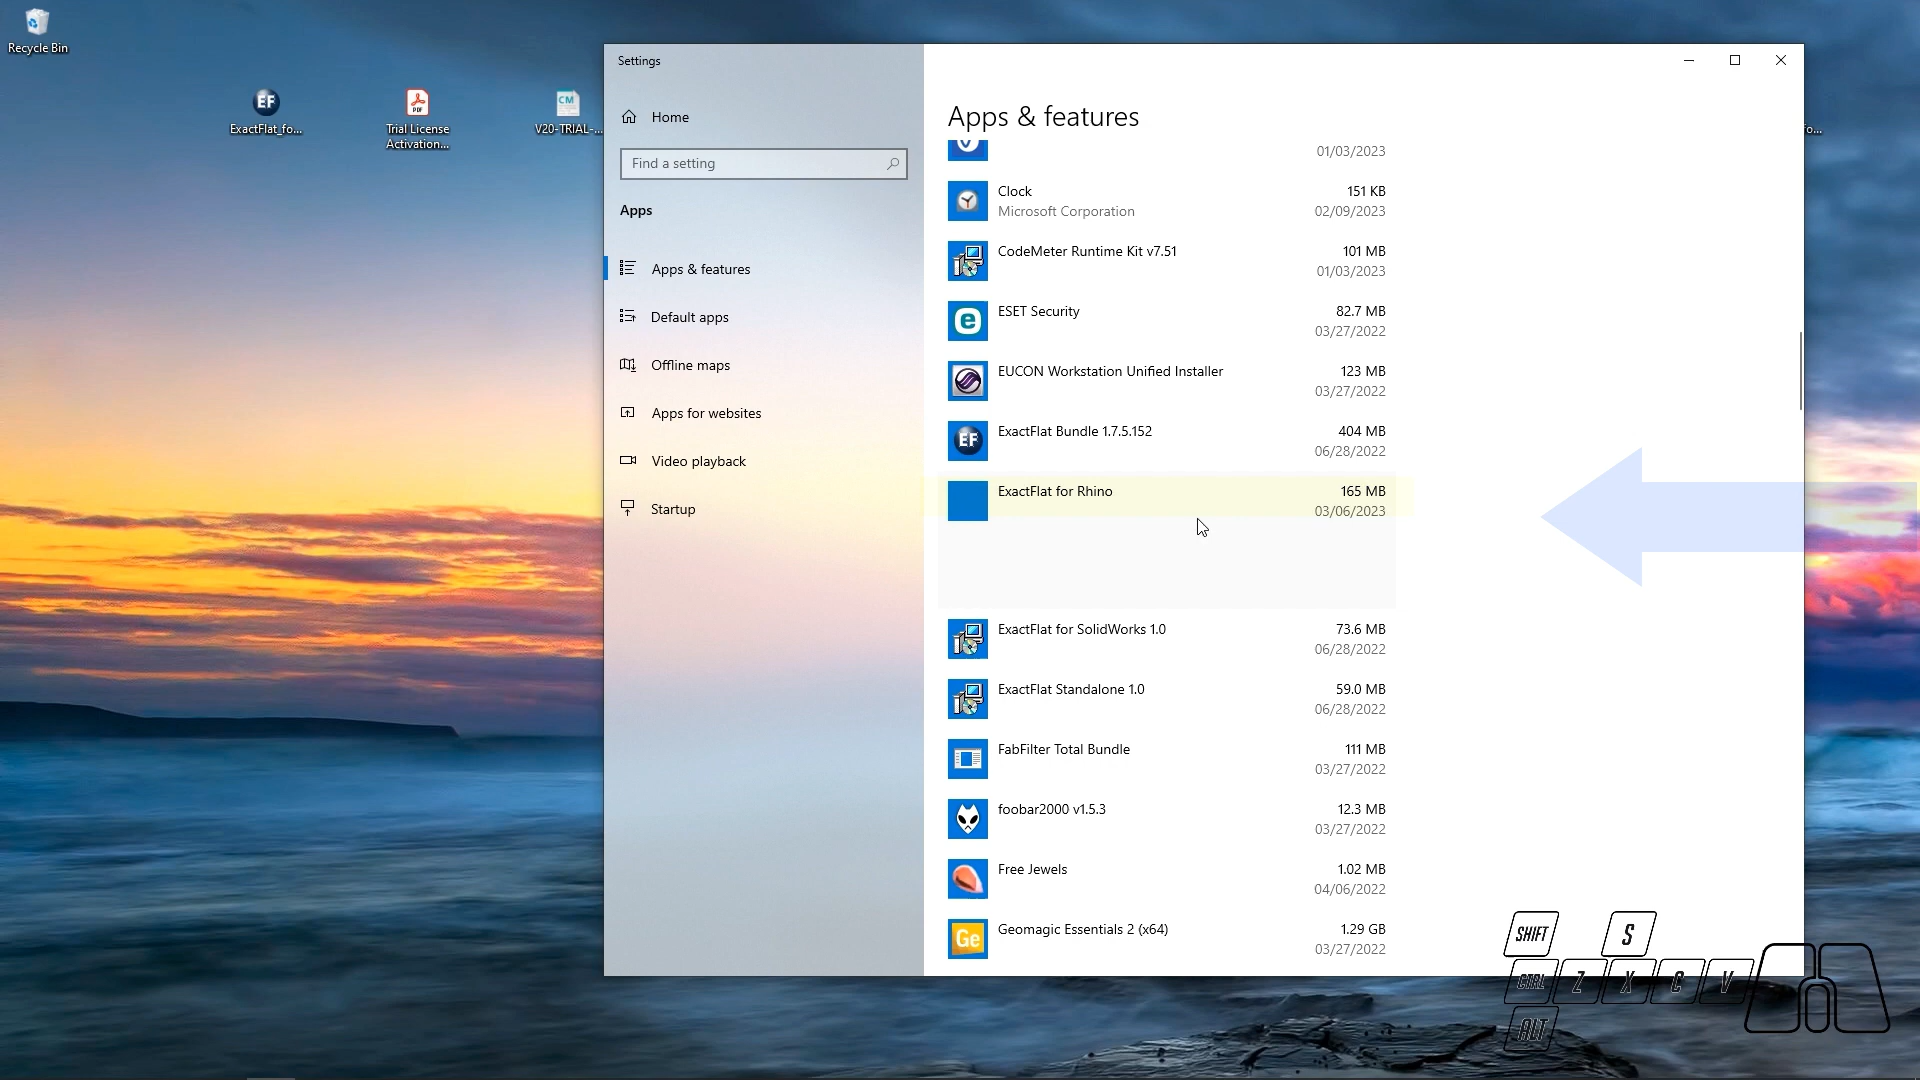 Recycle Bin
ExactFlat_fo...
Trial License
Activation...
V20-TRIAL-...
fo...
Settings
Home
Find a setting
Apps
Apps & features
Default apps
Offline maps
Apps for websites
Video playback
Startup
Apps & features
01/03/2023
Clock 151 KB
Microsoft Corporation 02/09/2023
CodeMeter Runtime Kit v7.51 101 MB
01/03/2023
ESET Security 82.7 MB
03/27/2022
EUCON Workstation Unified Installer 123 MB
03/27/2022
EF ExactFlat Bundle 1.7.5.152 404 MB
06/28/2022
ExactFlat for Rhino 165 MB
03/06/2023
ExactFlat for SolidWorks 1.0 73.6 MB
06/28/2022
ExactFlat Standalone 1.0 59.0 MB
06/28/2022
FabFilter Total Bundle 111 MB
03/27/2022
foobar2000 v1.5.3 12.3 MB
03/27/2022
Free Jewels 1.02 MB
04/06/2022
Ge Geomagic Essentials 2 (x64) 1.29 GB
03/27/2022
SHIFT S
CTRL Z X C V
ALT
EF
PDF
CM